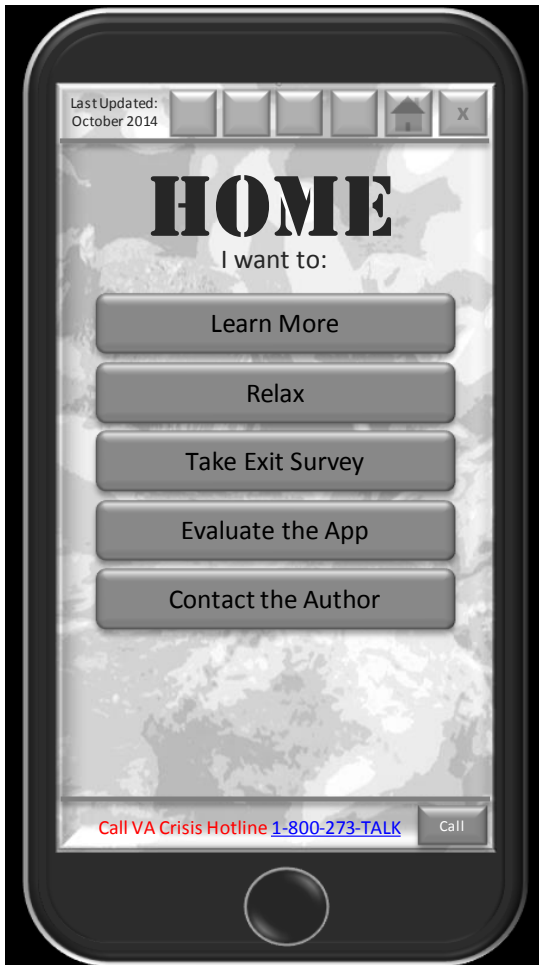 Last Updated:
October 2014
x
HOME
I want to:
Learn More
Relax
Take Exit Survey
Evaluate the App
Contact the Author
Call VA Crisis Hotline 1-800-273-TALK
Call